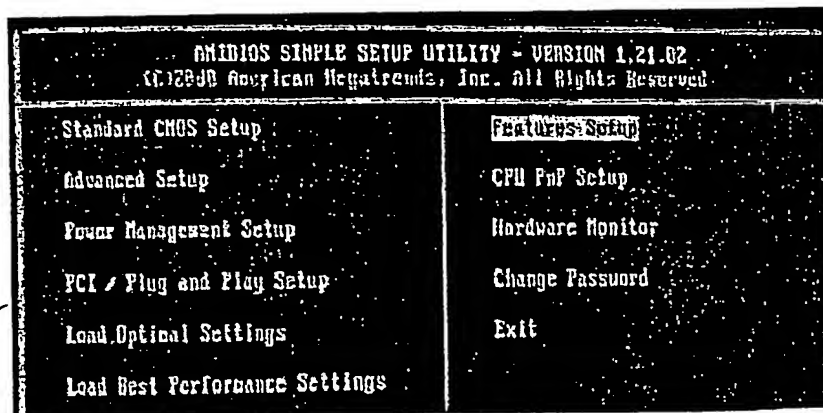 AMIBIOS SIMPLE SETUP UTILITY - VERSION 1.21.02
American Megatrends, Inc. All Rights Reserved
Standard CMOS Setup
Advanced Setup
Power Management Setup
PCI / Plug and Play Setup
Load Optimal Settings
Load Best Performance Settings
Features Setup
CPU PnP Setup
Hardware Monitor
Change Password
Exit